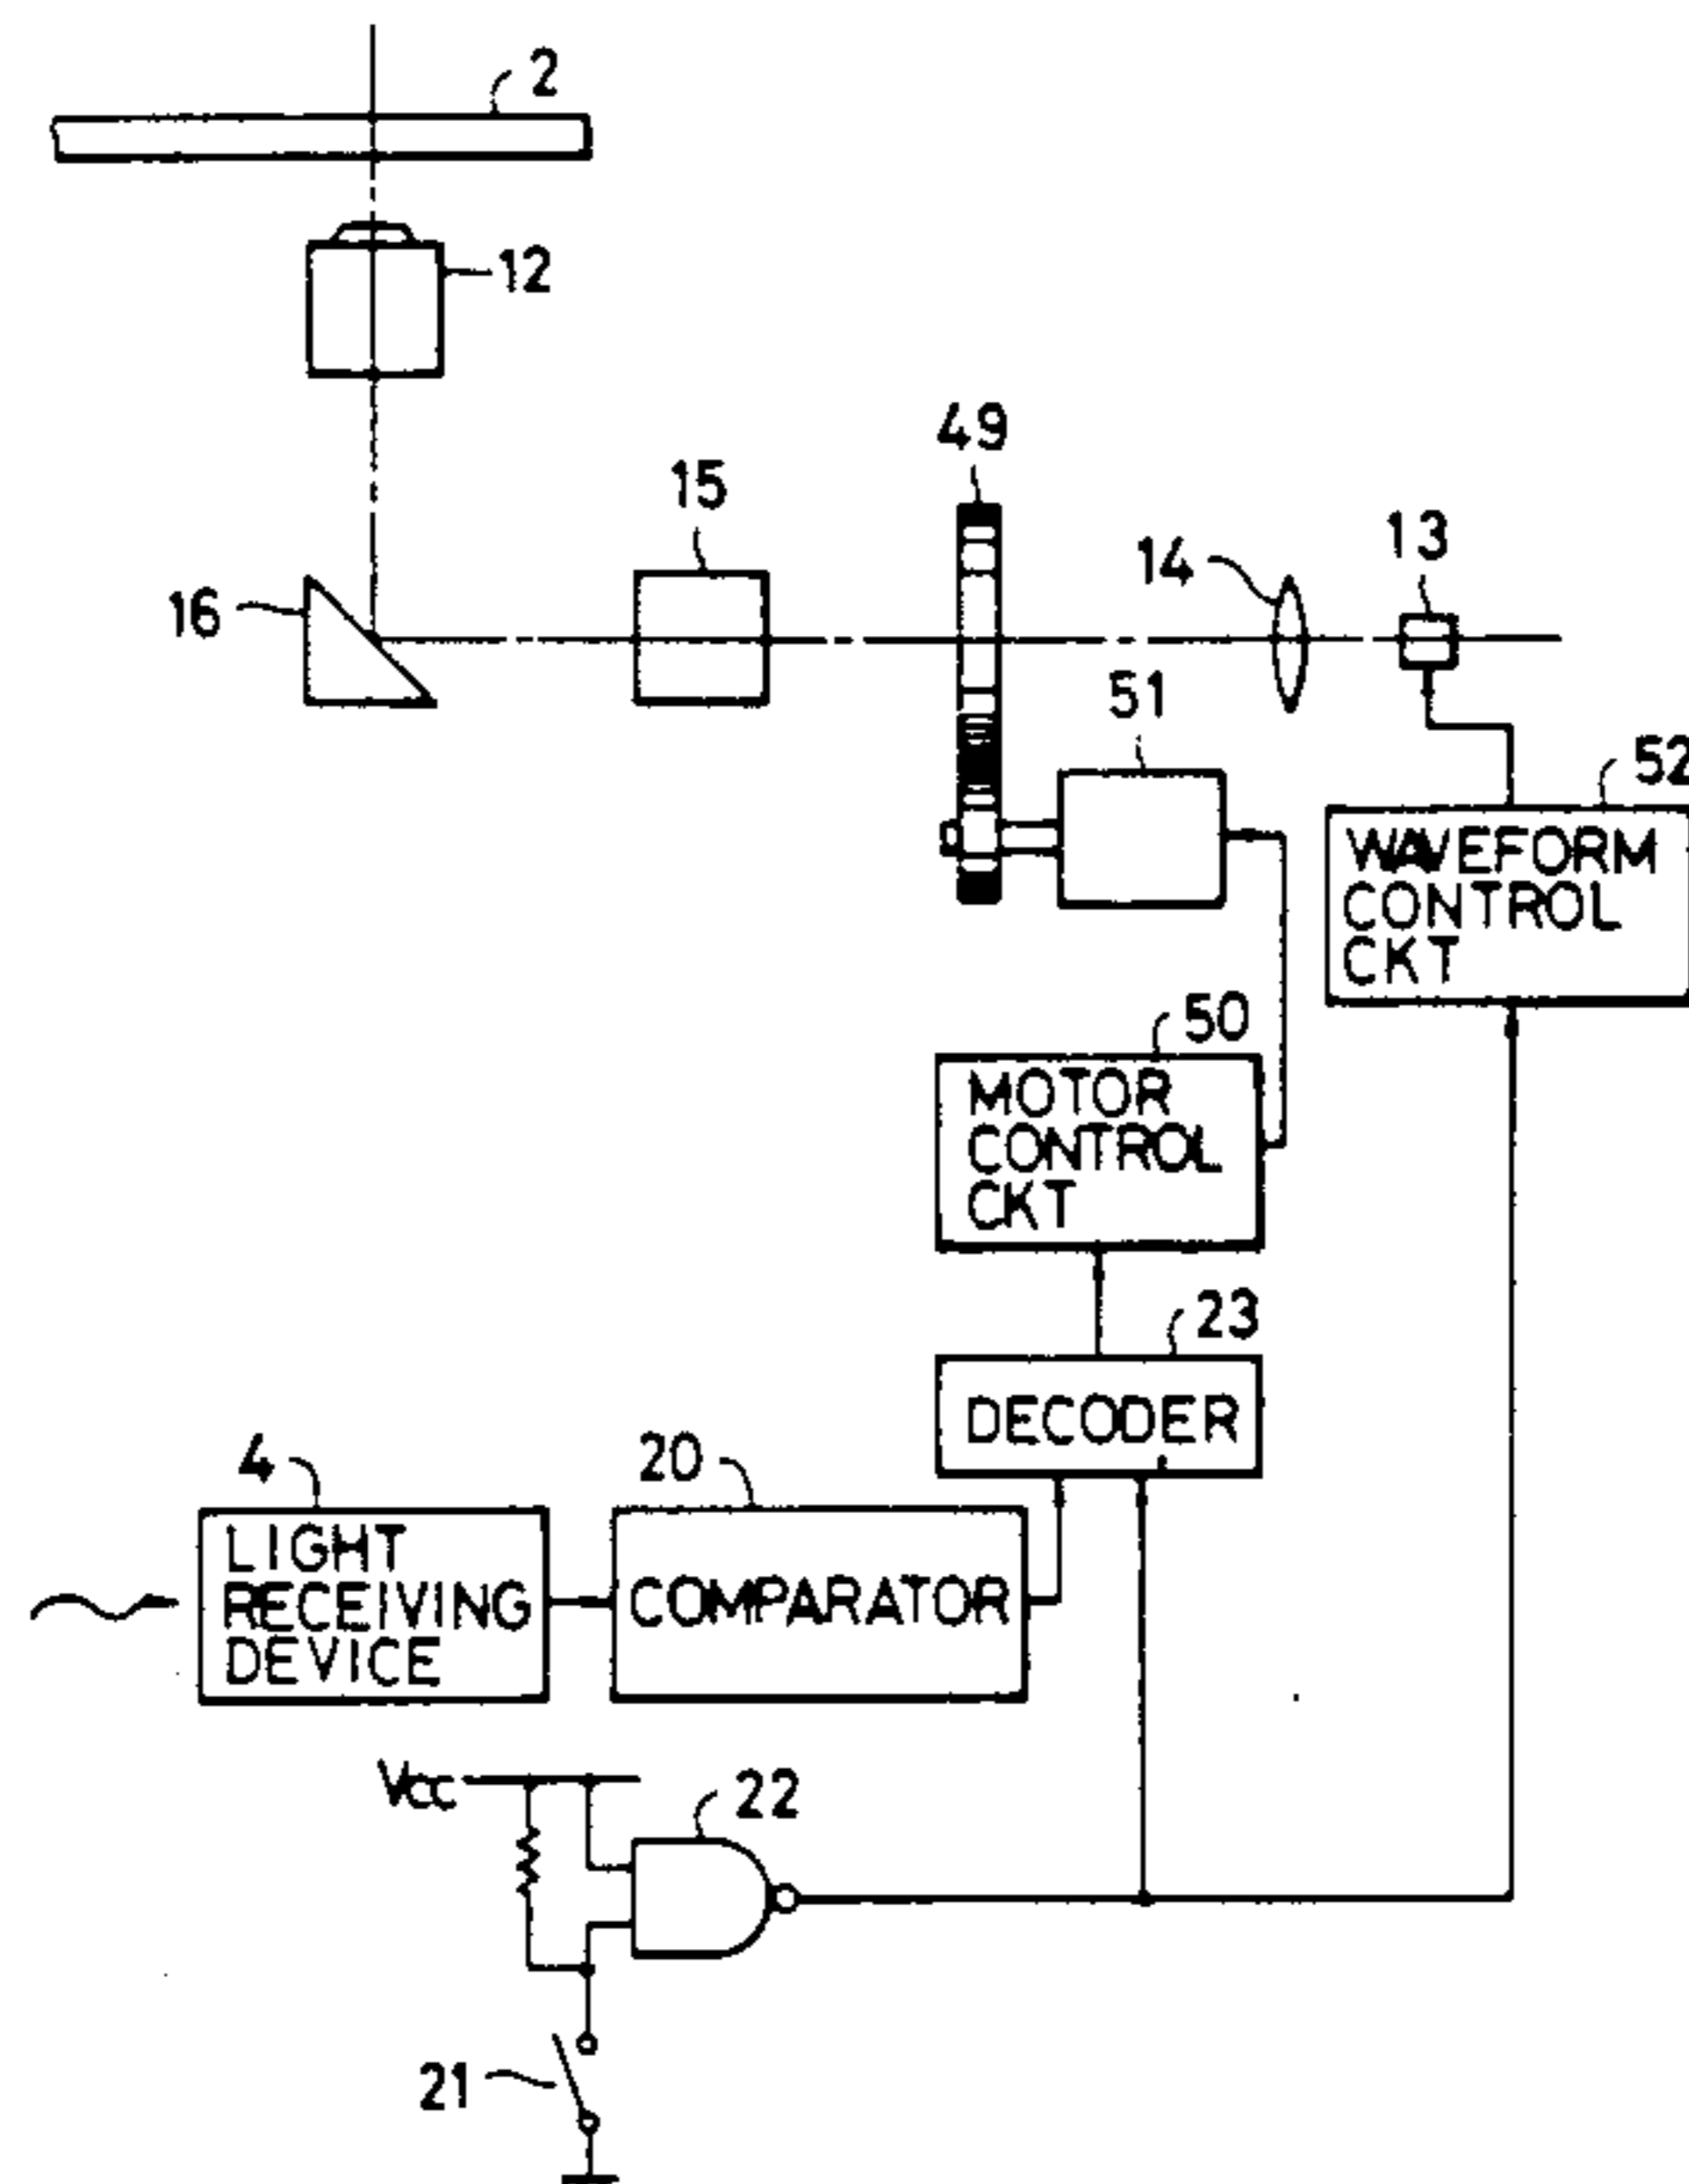 2
12
49
15
13
14
16
51
52
WAVEFORM
CONTROL
CKT
50
MOTOR
CONTROL
CKT
23
DECODER
4
20
LIGHT
RECEIVING
DEVICE
COMPARATOR
VCC
22
21